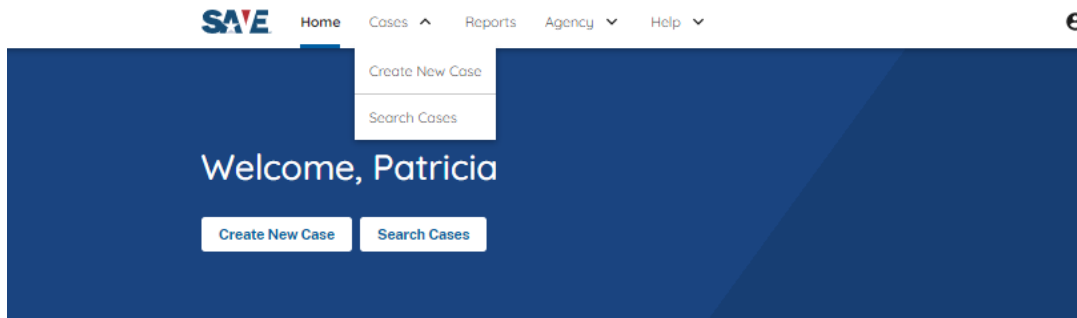 SAVE Home Cases Reports Agency Help
Create New Case
Search Cases
Welcome, Patricia
Create New Case Search Cases